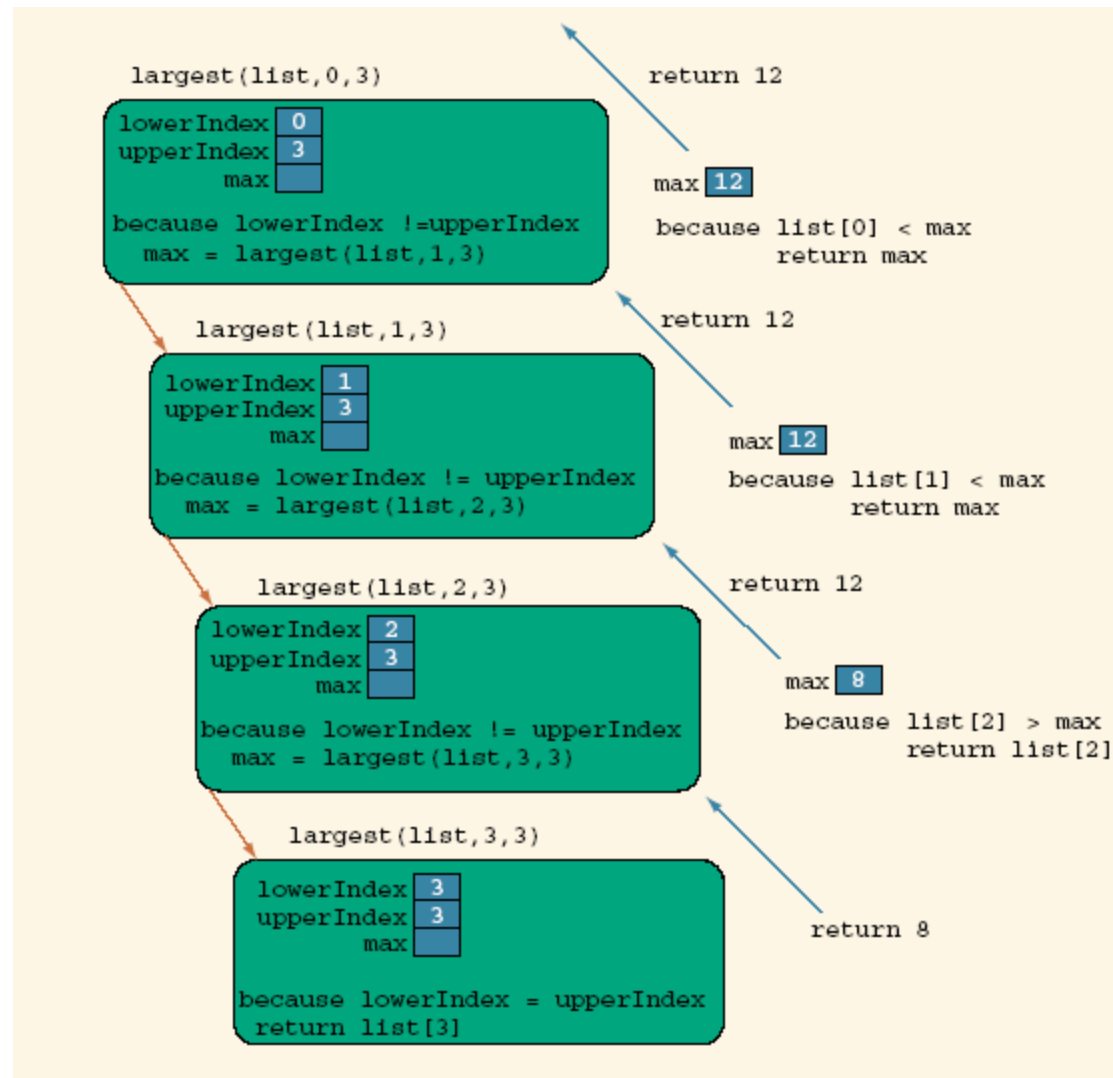 largest(list,0,3)
return 12
lowerIndex 0
upperIndex 3
max
because lowerIndex !=upperIndex
max = largest(list,1,3)
max 12
because list[0] < max
return max
largest(list,1,3)
return 12
lowerIndex 1
upperIndex 3
max
because lowerIndex != upperIndex
max = largest(list,2,3)
max 12
because list[1] < max
return max
largest(list,2,3)
return 12
lowerIndex 2
upperIndex 3
max
because lowerIndex != upperIndex
max = largest(list,3,3)
max 8
because list[2] > max
return list[2]
largest(list,3,3)
return 8
lowerIndex 3
upperIndex 3
max
because lowerIndex = upperIndex
return list[3]